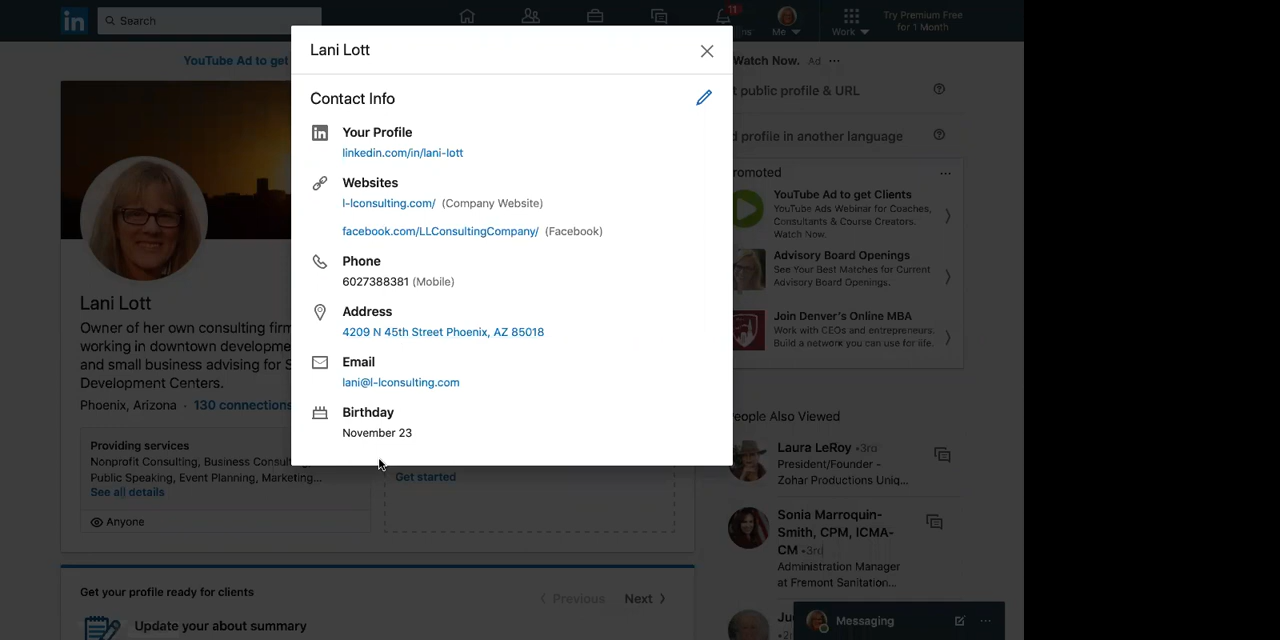 in
Search
11
ns
Me
Work
Try Premium Free
for 1 Month
YouTube Ad to get
Watch Now.
Ad
Lani Lott
Contact Info
Your Profile
linkedin.com/in/lani-lott
Websites
l-lconsulting.com/ (Company Website)
facebook.com/LLConsultingCompany/ (Facebook)
Phone
6027388381 (Mobile)
Address
4209 N 45th Street Phoenix, AZ 85018
Email
lani@l-lconsulting.com
Birthday
November 23
Lani Lott
Owner of her own consulting firm
working in downtown developme
and small business advising for S
Development Centers.
Phoenix, Arizona · 130 connections
Providing services
Nonprofit Consulting, Business Consul
Public Speaking, Event Planning, Marketing...
See all details
Anyone
Get started
Get your profile ready for clients
Previous
Next
Update your about summary
t public profile & URL
d profile in another language
romoted
YouTube Ad to get Clients
YouTube Ads Webinar for Coaches,
Consultants & Course Creators.
Watch Now.
Advisory Board Openings
See Your Best Matches for Current
Advisory Board Openings.
Join Denver's Online MBA
Work with CEOs and entrepreneurs.
Build a network you can use for life.
eople Also Viewed
Laura LeRoy • 3rd
President/Founder -
Zohar Productions Uniq...
Sonia Marroquin-
Smith, CPM, ICMA-
CM • 3rd
Administration Manager
at Fremont Sanitation...
Ju
Messaging